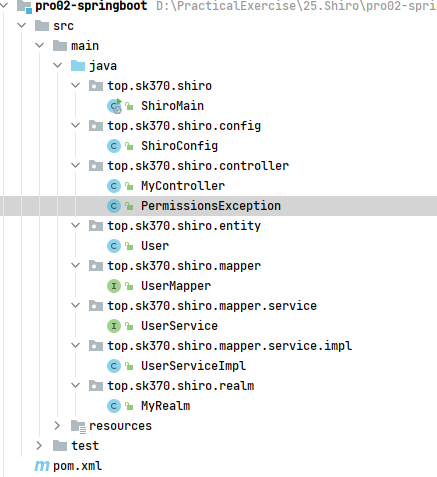 pro02-springboot D:\PracticalExercise\25.Shiro\pro02-spri
src
main
java
top.sk370.shiro
ShiroMain
top.sk370.shiro.config
ShiroConfig
top.sk370.shiro.controller
MyController
PermissionsException
top.sk370.shiro.entity
User
top.sk370.shiro.mapper
UserMapper
top.sk370.shiro.mapper.service
UserService
top.sk370.shiro.mapper.service.impl
UserServiceImpl
top.sk370.shiro.realm
MyRealm
resources
test
pom.xml